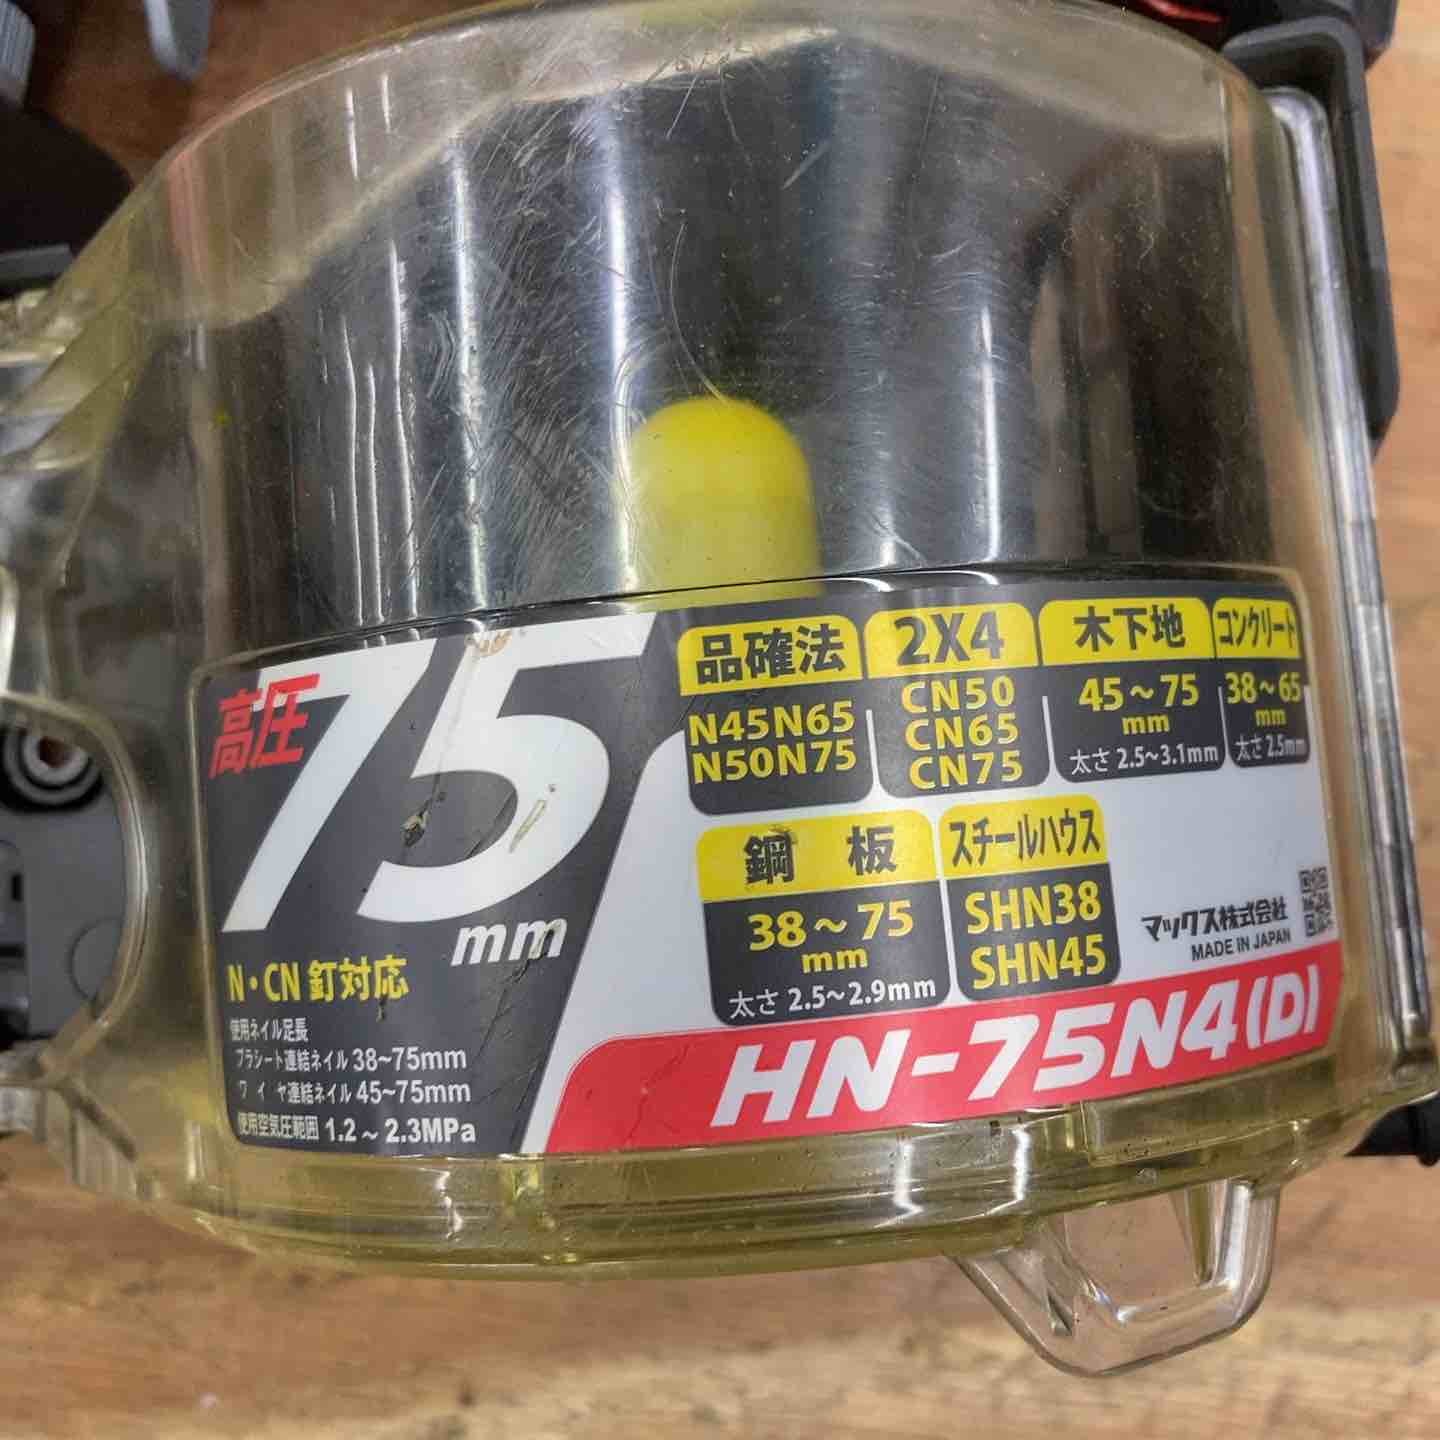 高圧
75
mm
N・CN 釘対応
使用ネイル足長
プラシート連結ネイル 38~75mm
ワイヤ連結ネイル 45~75mm
使用空気圧範囲 1.2~2.3MPa
品確法
N45N65
N50N75
2X4
CN50
CN65
CN75
木下地
45~75
mm
太さ 2.5~3.1mm
コンクリート
38~65
mm
太さ 2.5mm
鋼 板
38~75
mm
太さ 2.5~2.9mm
スチールハウス
SHN38
SHN45
マックス株式会社
MADE IN JAPAN
HN-75N4(D)